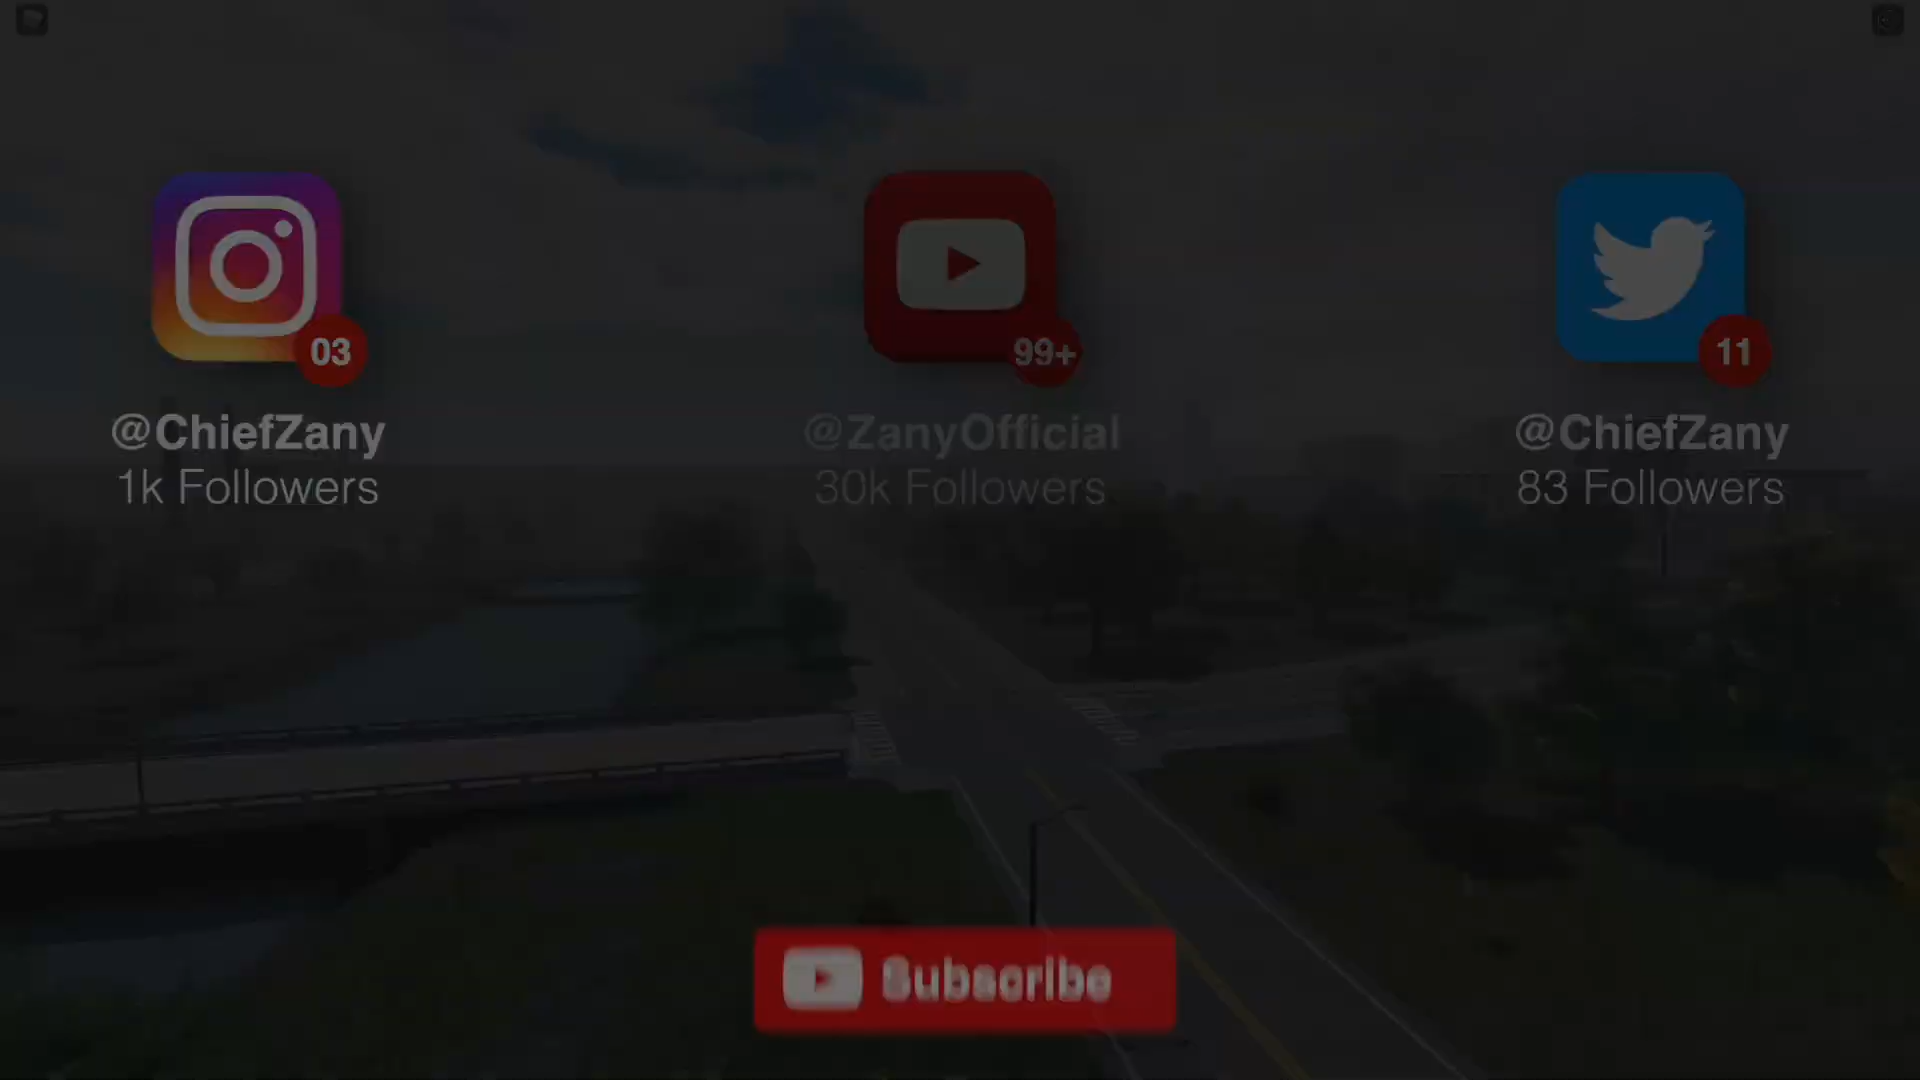 03
@ChiefZany
1k Followers
99+
@ZanyOfficial
30k Followers
11
@ChiefZany
83 Followers
Subscribe